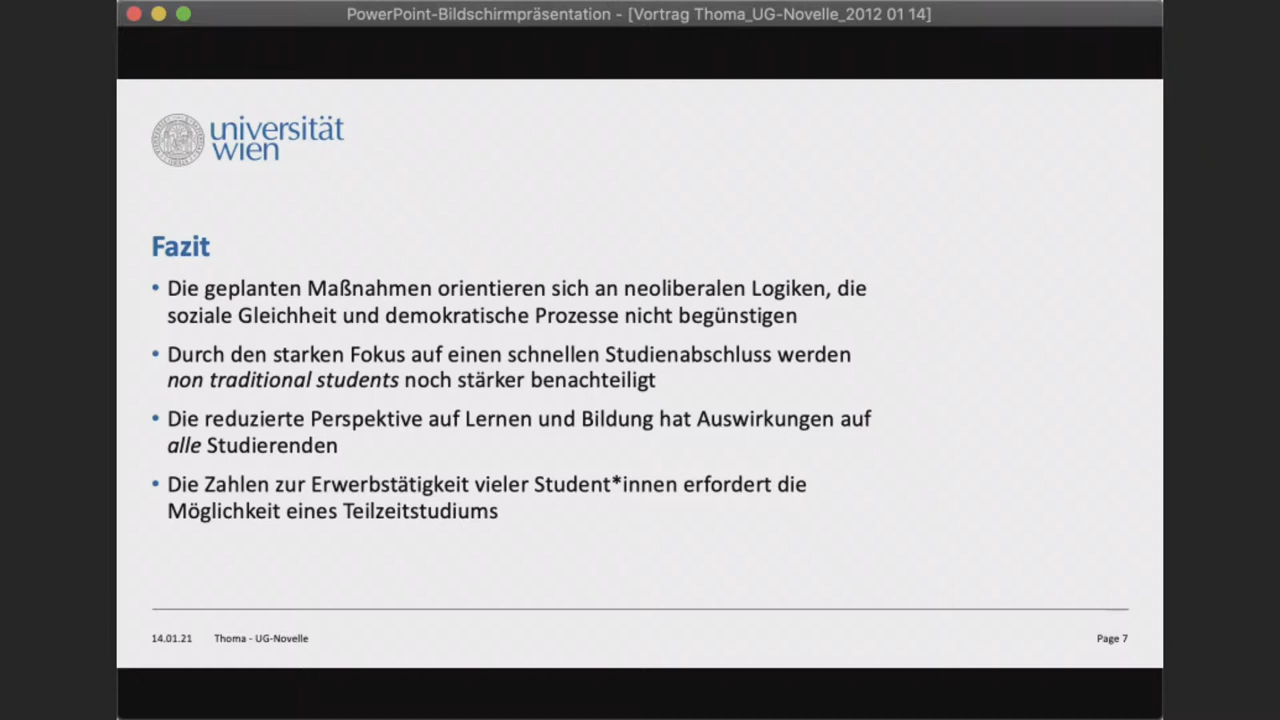 PowerPoint-Bildschirmpräsentation - [Vortrag Thoma_UG-Novelle_2012 01 14]
universität
wien
Fazit
• Die geplanten Maßnahmen orientieren sich an neoliberalen Logiken, die
soziale Gleichheit und demokratische Prozesse nicht begünstigen
• Durch den starken Fokus auf einen schnellen Studienabschluss werden
non traditional students noch stärker benachteiligt
• Die reduzierte Perspektive auf Lernen und Bildung hat Auswirkungen auf
alle Studierenden
• Die Zahlen zur Erwerbstätigkeit vieler Student*innen erfordert die
Möglichkeit eines Teilzeitstudiums
14.01.21 Thoma - UG-Novelle Page 7